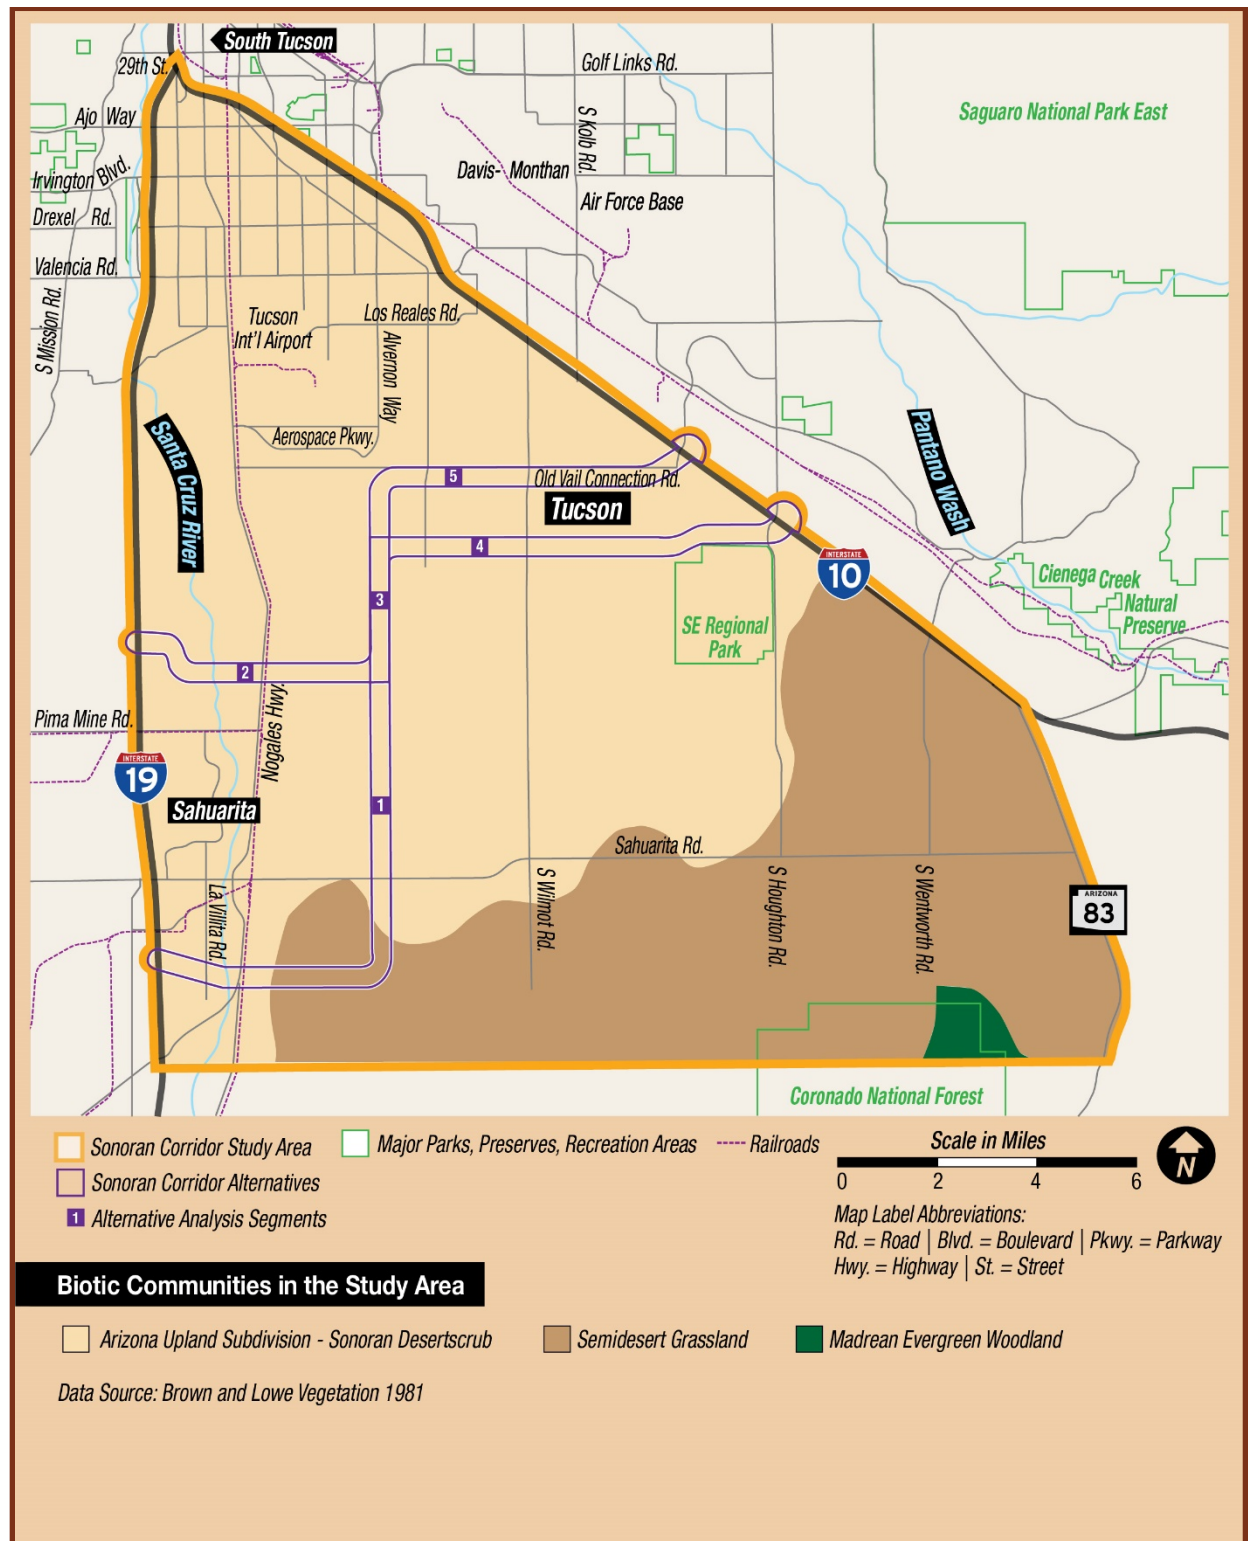 South Tucson
29th St.
Golf Links Rd.
Ajo Way
S Kolb Rd.
Saguaro National Park East
Irvington Blvd.
Davis- Monthan
Air Force Base
Drexel Rd.
Valencia Rd.
S Mission Rd.
Tucson
Int'l Airport
Los Reales Rd.
Alvernon Way
Santa Cruz River
Aerospace Pkwy.
Pantano Wash
5
Old Vail Connection Rd.
Tucson
4
INTERSTATE
10
Cienega Creek
Natural
Preserve
3
SE Regional
Park
2
Nogales Hwy.
Pima Mine Rd.
INTERSTATE
19
Sahuarita
1
Sahuarita Rd.
La Villita Rd.
S Wilmot Rd.
S Houghton Rd.
S Wentworth Rd.
ARIZONA
83
Coronado National Forest
Sonoran Corridor Study Area
Major Parks, Preserves, Recreation Areas
Railroads
Sonoran Corridor Alternatives
1 Alternative Analysis Segments
Scale in Miles
0 2 4 6
N
Map Label Abbreviations:
Rd. = Road | Blvd. = Boulevard | Pkwy. = Parkway
Hwy. = Highway | St. = Street
Biotic Communities in the Study Area
Arizona Upland Subdivision - Sonoran Desertscrub
Semidesert Grassland
Madrean Evergreen Woodland
Data Source: Brown and Lowe Vegetation 1981